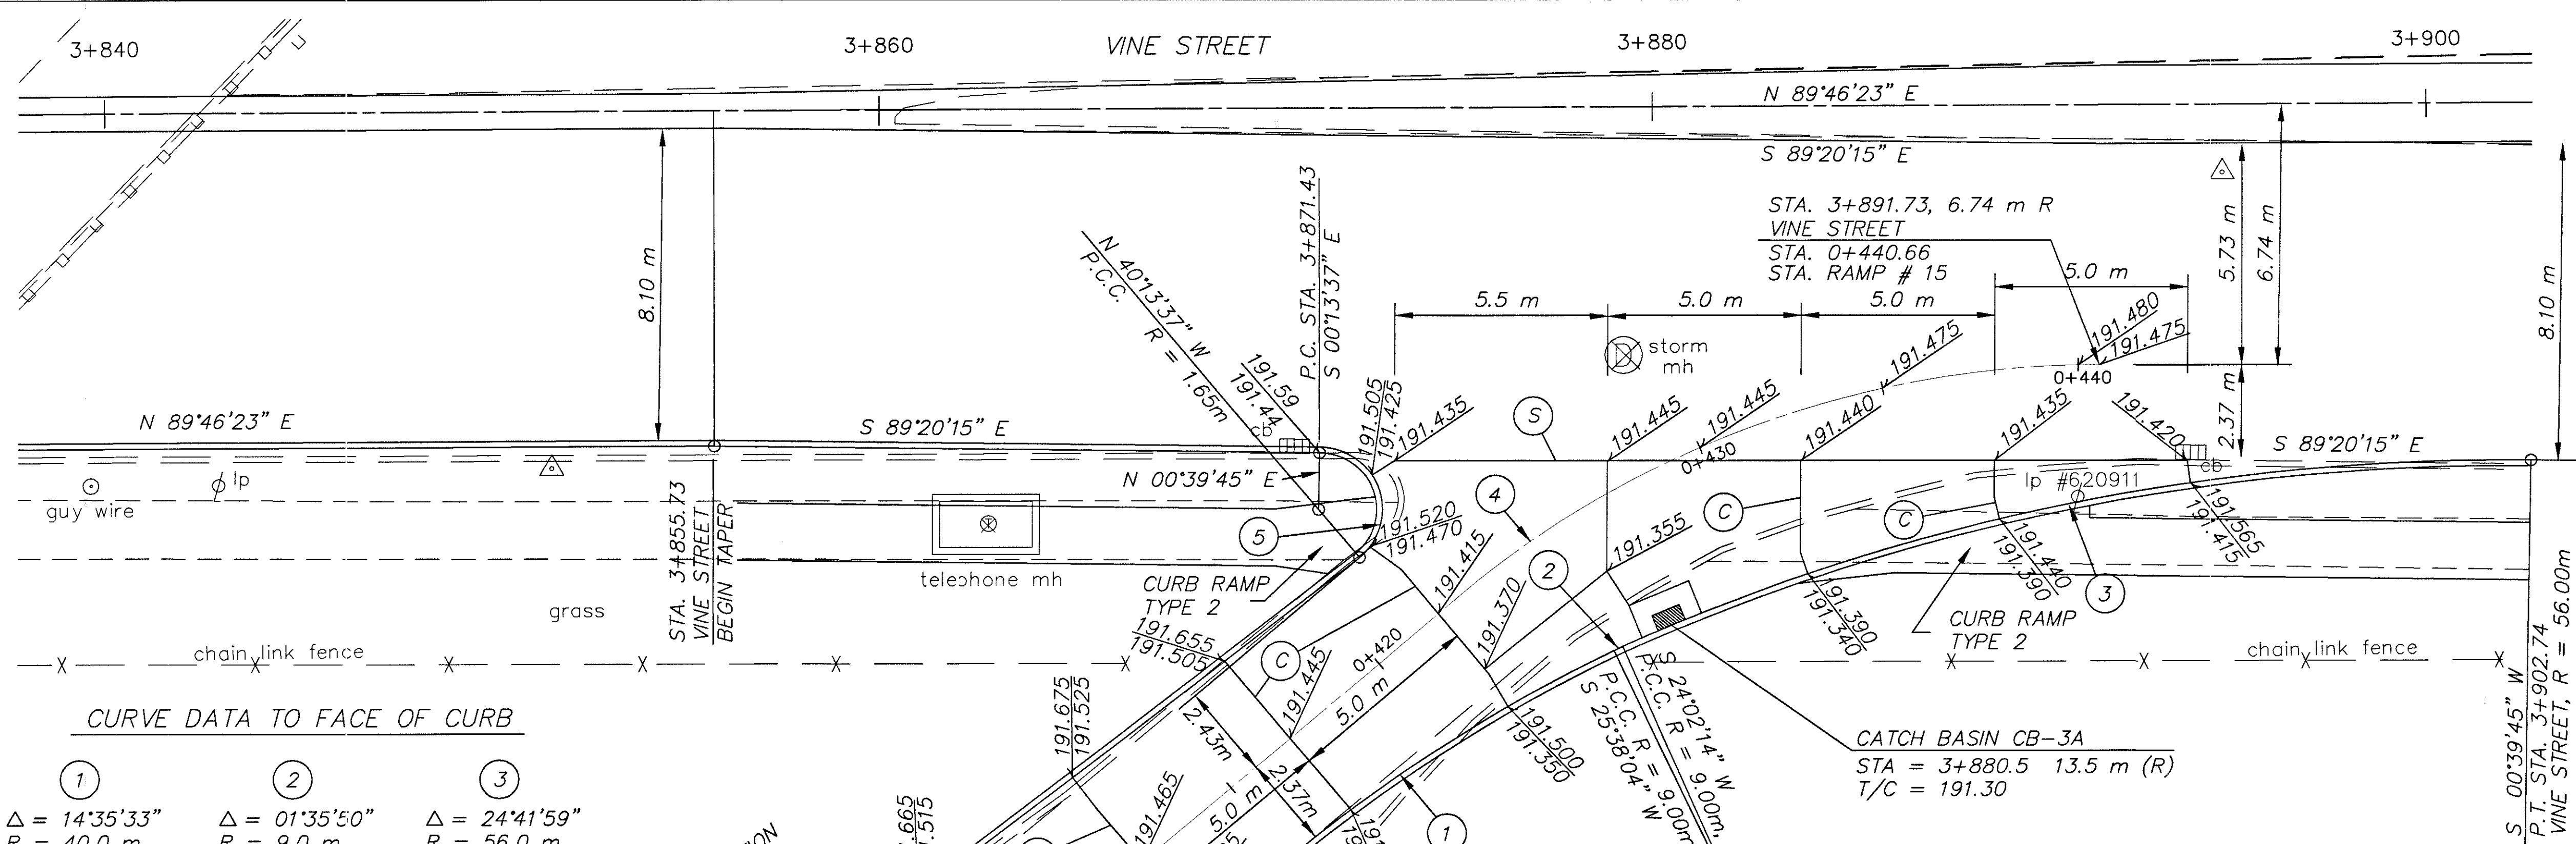 3+840
3+860
VINE STREET
3+880
3+900
N 89°46'23" E
S 89°20'15" E
P.C. STA. 3+871.43
S 00°13'37" E
STA. 3+891.73, 6.74 m R
VINE STREET
STA. 0+440.66
STA. RAMP # 15
5.73 m
6.74 m
8.10 m
8.10 m
N 40°13'37" W
P.C.C. R = 1.65m
5.5 m
5.0 m
5.0 m
5.0 m
storm
mh
191.480
191.475
191.475
0+440
2.37 m
191.59
191.44
191.505
191.425
191.435
S
191.445
191.445
0+430
191.440
191.435
191.420
N 89°46'23" E
S 89°20'15" E
cb
S 89°20'15" E
cb
N 00°39'45" E
lp
guy wire
lp #620911
4
C
C
5
191.520
191.470
191.415
191.355
2
191.565
191.415
telephone mh
CURB RAMP
TYPE 2
191.370
191.440
191.390
3
191.390
191.340
CURB RAMP
TYPE 2
grass
STA. 3+855.73
VINE STREET
BEGIN TAPER
191.655
191.505
C
0+420
191.445
5.0 m
chain link fence
chain link fence
S 24°02'14" W
P.C.C. R = 9.00m,
P.C.C. R = 9.00m
S 25°38'04" W
S 00°39'45" W
P.T. STA. 3+902.74
VINE STREET, R = 56.00m
191.675
191.525
2.43m
2.37m
5.0 m
191.500
191.350
CATCH BASIN CB-3A
STA = 3+880.5 13.5 m (R)
T/C = 191.30
191.465
1
CURVE DATA TO FACE OF CURB
1
2
3
Δ = 14°35'33"
Δ = 01°35'50"
Δ = 24°41'59"
R = 40.0 m
R = 9.0 m
R = 56.0 m